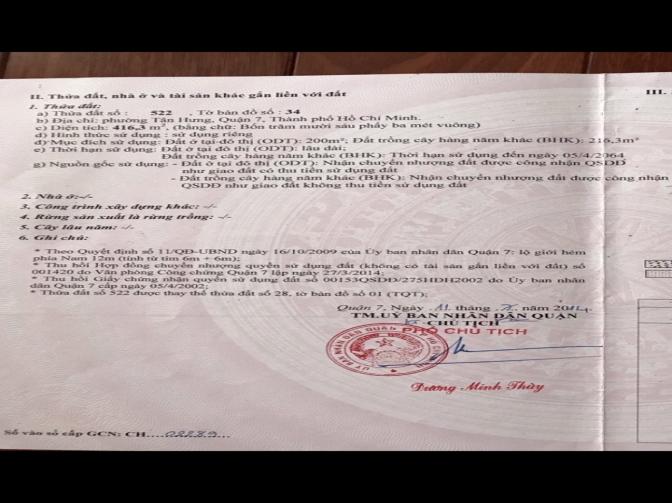 II. Thửa đất, nhà ở và tài sản khác gắn liền với đất
III.
1. Thửa đất:
a) Thửa đất số : 522 , Tờ bản đồ số : 34
b) Địa chỉ: phường Tân Hưng, Quận 7, Thành phố Hồ Chí Minh.
c) Diện tích: 416,3 m², (bằng chữ: Bốn trăm mười sáu phẩy ba mét vuông)
d) Hình thức sử dụng : sử dụng riêng
đ) Mục đích sử dụng: Đất ở tại đô thị (ODT): 200m²; Đất trồng cây hàng năm khác (BHK): 216,3m²
e) Thời hạn sử dụng: Đất ở tại đô thị (ODT): lâu dài;
Đất trồng cây hàng năm khác (BHK): Thời hạn sử dụng đến ngày 05/4/2064
g) Nguồn gốc sử dụng: - Đất ở tại đô thị (ODT): Nhận chuyển nhượng đất được công nhận QSDĐ
như giao đất có thu tiền sử dụng đất
- Đất trồng cây hàng năm khác (BHK): Nhận chuyển nhượng đất được công nhận
QSDĐ như giao đất không thu tiền sử dụng đất
2. Nhà ở:-/-
3. Công trình xây dựng khác: -/-
4. Rừng sản xuất là rừng trồng: -/-
5. Cây lâu năm: -/-
6. Ghi chú:
* Theo Quyết định số 11/QĐ-UBND ngày 16/10/2009 của Ủy ban nhân dân Quận 7: lộ giới hẻm
phía Nam 12m (tính từ tim 6m + 6m);
* Thu hồi Hợp đồng chuyển nhượng quyền sử dụng đất (không có tài sản gắn liền với đất) số
001420 do Văn phòng Công chứng Quận 7 lập ngày 27/3/2014;
* Thu hồi Giấy chứng nhận quyền sử dụng đất số 00153QSDĐ/275HĐH2002 do Ủy ban nhân
dân Quận 7 cấp ngày 05/4/2002;
* Thửa đất số 522 được thay thế thửa đất số 28, tờ bản đồ số 01 (TQT);
Quận 7, Ngày 11 tháng năm 2014
TM.ỦY BAN NHÂN DÂN QUẬN
CHỦ TỊCH
PHÓ CHỦ TỊCH
Dương Minh Thùy
Số vào sổ cấp GCN: CH....02289